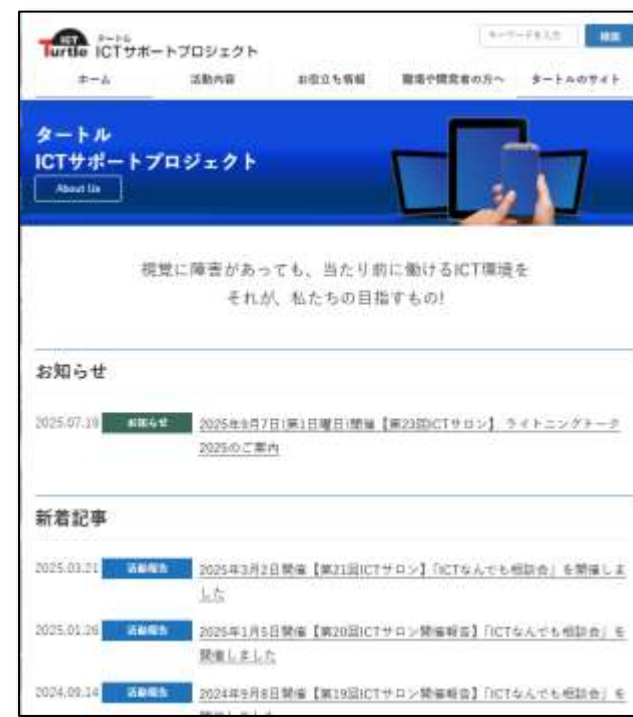 ICT
Turtle
タートル
ICTサポートプロジェクト
キーワードを入力
検索
ホーム
活動内容
お役立ち情報
職場や開発者の方へ
タートルのサイト
タートル
ICTサポートプロジェクト
About Us
視覚に障害があっても、当たり前に働けるICT環境を
それが、私たちの目指すもの!
お知らせ
2025.07.19 お知らせ 2025年9月7日(第1日曜日)開催【第23回ICTサロン】 ライトニングトーク
2025のご案内
新着記事
2025.03.21 活動報告 2025年3月2日開催【第21回ICTサロン】「ICTなんでも相談会」を開催しま
した
2025.01.26 活動報告 2025年1月5日開催【第20回ICTサロン開催報告】「ICTなんでも相談会」を
開催しました
2024.09.14 活動報告 2024年9月8日開催【第19回ICTサロン開催報告】「ICTなんでも相談会」を